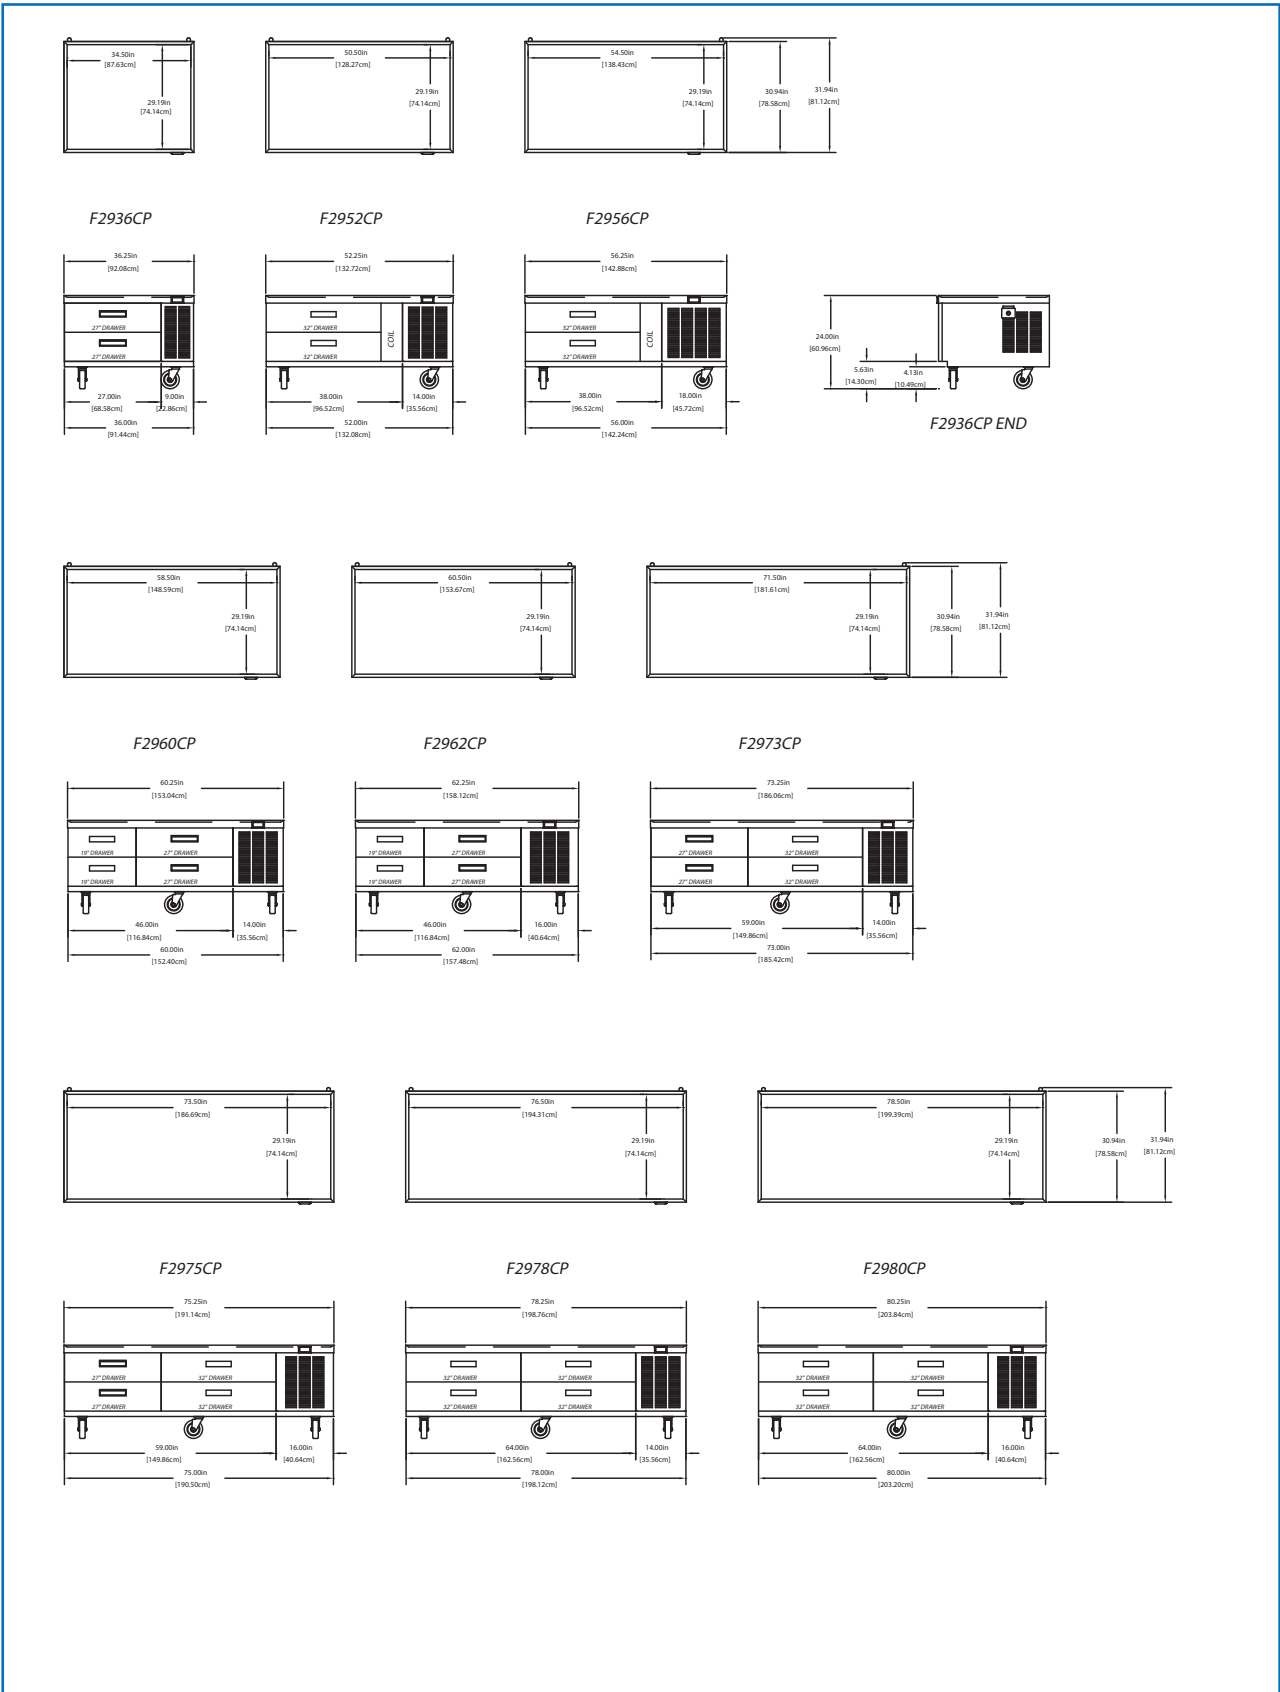 34.50in
[87.63cm]
29.19in
[74.14cm]
50.50in
[128.27cm]
29.19in
[74.14cm]
54.50in
[138.43cm]
29.19in
[74.14cm]
30.94in
[78.58cm]
31.94in
[81.12cm]
F2936CP
F2952CP
F2956CP
36.25in
[92.08cm]
27" DRAWER
27" DRAWER
27.00in
[68.58cm]
9.00in
[22.86cm]
36.00in
[91.44cm]
52.25in
[132.72cm]
32" DRAWER
32" DRAWER
COIL
38.00in
[96.52cm]
14.00in
[35.56cm]
52.00in
[132.08cm]
56.25in
[142.88cm]
32" DRAWER
32" DRAWER
COIL
38.00in
[96.52cm]
18.00in
[45.72cm]
56.00in
[142.24cm]
24.00in
[60.96cm]
5.63in
[14.30cm]
4.13in
[10.49cm]
F2936CP END
58.50in
[148.59cm]
29.19in
[74.14cm]
60.50in
[153.67cm]
29.19in
[74.14cm]
71.50in
[181.61cm]
29.19in
[74.14cm]
30.94in
[78.58cm]
31.94in
[81.12cm]
F2960CP
F2962CP
F2973CP
60.25in
[153.04cm]
19" DRAWER
27" DRAWER
19" DRAWER
27" DRAWER
46.00in
[116.84cm]
14.00in
[35.56cm]
60.00in
[152.40cm]
62.25in
[158.12cm]
19" DRAWER
27" DRAWER
19" DRAWER
27" DRAWER
46.00in
[116.84cm]
16.00in
[40.64cm]
62.00in
[157.48cm]
73.25in
[186.06cm]
27" DRAWER
32" DRAWER
27" DRAWER
32" DRAWER
59.00in
[149.86cm]
14.00in
[35.56cm]
73.00in
[185.42cm]
73.50in
[186.69cm]
29.19in
[74.14cm]
76.50in
[194.31cm]
29.19in
[74.14cm]
78.50in
[199.39cm]
29.19in
[74.14cm]
30.94in
[78.58cm]
31.94in
[81.12cm]
F2975CP
F2978CP
F2980CP
75.25in
[191.14cm]
27" DRAWER
32" DRAWER
27" DRAWER
32" DRAWER
59.00in
[149.86cm]
16.00in
[40.64cm]
75.00in
[190.50cm]
78.25in
[198.76cm]
32" DRAWER
32" DRAWER
32" DRAWER
32" DRAWER
64.00in
[162.56cm]
14.00in
[35.56cm]
78.00in
[198.12cm]
80.25in
[203.84cm]
32" DRAWER
32" DRAWER
32" DRAWER
32" DRAWER
64.00in
[162.56cm]
16.00in
[40.64cm]
80.00in
[203.20cm]